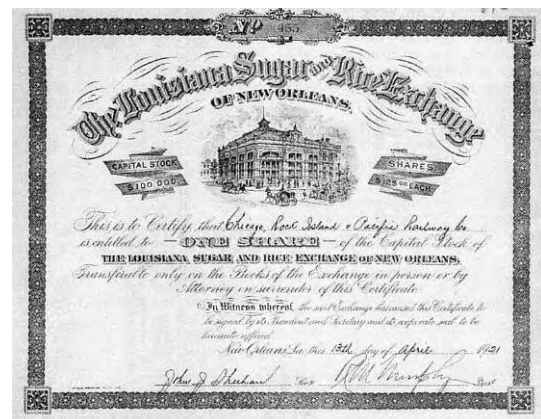 No 455
The Louisiana Sugar and Rice Exchange
OF NEW ORLEANS.
CAPITAL STOCK
$100.000.
SHARES
$25.00 EACH
This is to Certify that Chicago, Rock Island & Pacific Railway Co.
is entitled to ONE SHARE of the Capital Stock of
THE LOUISIANA SUGAR AND RICE EXCHANGE OF NEW ORLEANS,
Transferable only on the Books of the Exchange in person or by
Attorney on surrender of this Certificate
In Witness whereof, the said Exchange has caused this Certificate to
be signed by its President and Secretary and its corporate seal to be
hereunto affixed
New Orleans La this 13th day of April 1921
John J Sheehan Secy Murphy Prest